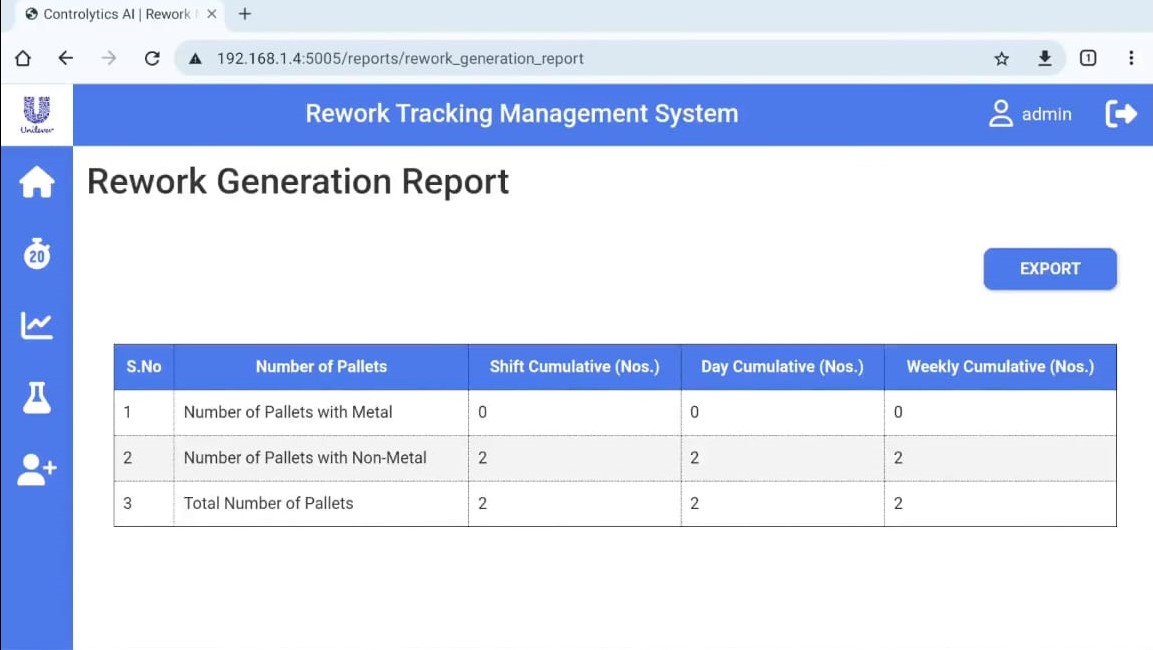 Controlytics AI | Rework
192.168.1.4:5005/reports/rework_generation_report
1
Unilever
Rework Tracking Management System
admin
Rework Generation Report
20
EXPORT
S.No Number of Pallets Shift Cumulative (Nos.) Day Cumulative (Nos.) Weekly Cumulative (Nos.)
1 Number of Pallets with Metal 0 0 0
2 Number of Pallets with Non-Metal 2 2 2
3 Total Number of Pallets 2 2 2